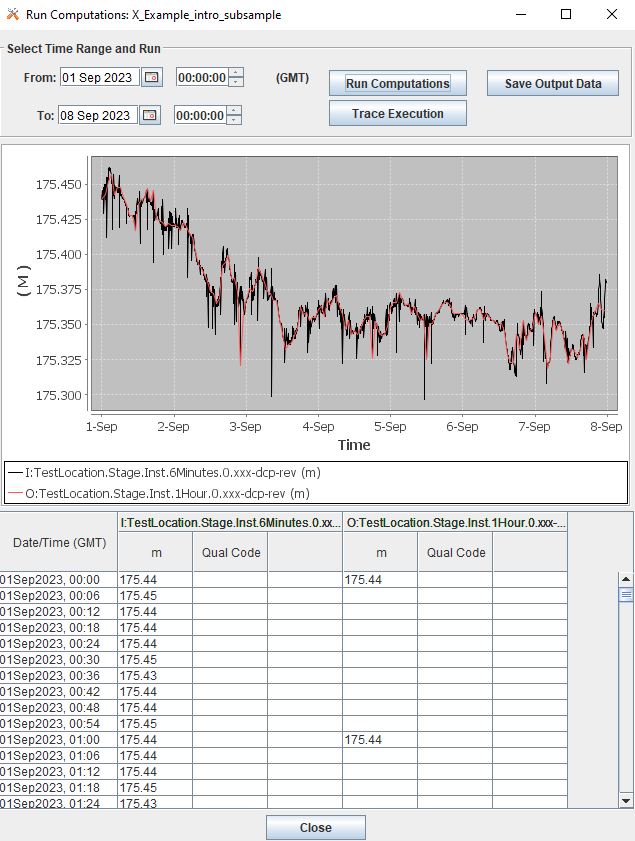 Run Computations: X_Example_intro_subsample
Select Time Range and Run
From: 01 Sep 2023 00:00:00 (GMT) Run Computations Save Output Data
To: 08 Sep 2023 00:00:00 Trace Execution
175.450
175.425
175.400
175.375
175.350
175.325
175.300
(M)
1-Sep 2-Sep 3-Sep 4-Sep 5-Sep 6-Sep 7-Sep 8-Sep
Time
I:TestLocation.Stage.Inst.6Minutes.0.xxx-dcp-rev (m)
O:TestLocation.Stage.Inst.1Hour.0.xxx-dcp-rev (m)
Date/Time (GMT) I:TestLocation.Stage.Inst.6Minutes.0.xx... O:TestLocation.Stage.Inst.1Hour.0.xxx-...
m Qual Code m Qual Code
01Sep2023, 00:00 175.44 175.44
01Sep2023, 00:06 175.45
01Sep2023, 00:12 175.44
01Sep2023, 00:18 175.44
01Sep2023, 00:24 175.44
01Sep2023, 00:30 175.45
01Sep2023, 00:36 175.43
01Sep2023, 00:42 175.44
01Sep2023, 00:48 175.44
01Sep2023, 00:54 175.45
01Sep2023, 01:00 175.44 175.44
01Sep2023, 01:06 175.44
01Sep2023, 01:12 175.44
01Sep2023, 01:18 175.45
01Sep2023, 01:24 175.43
Close